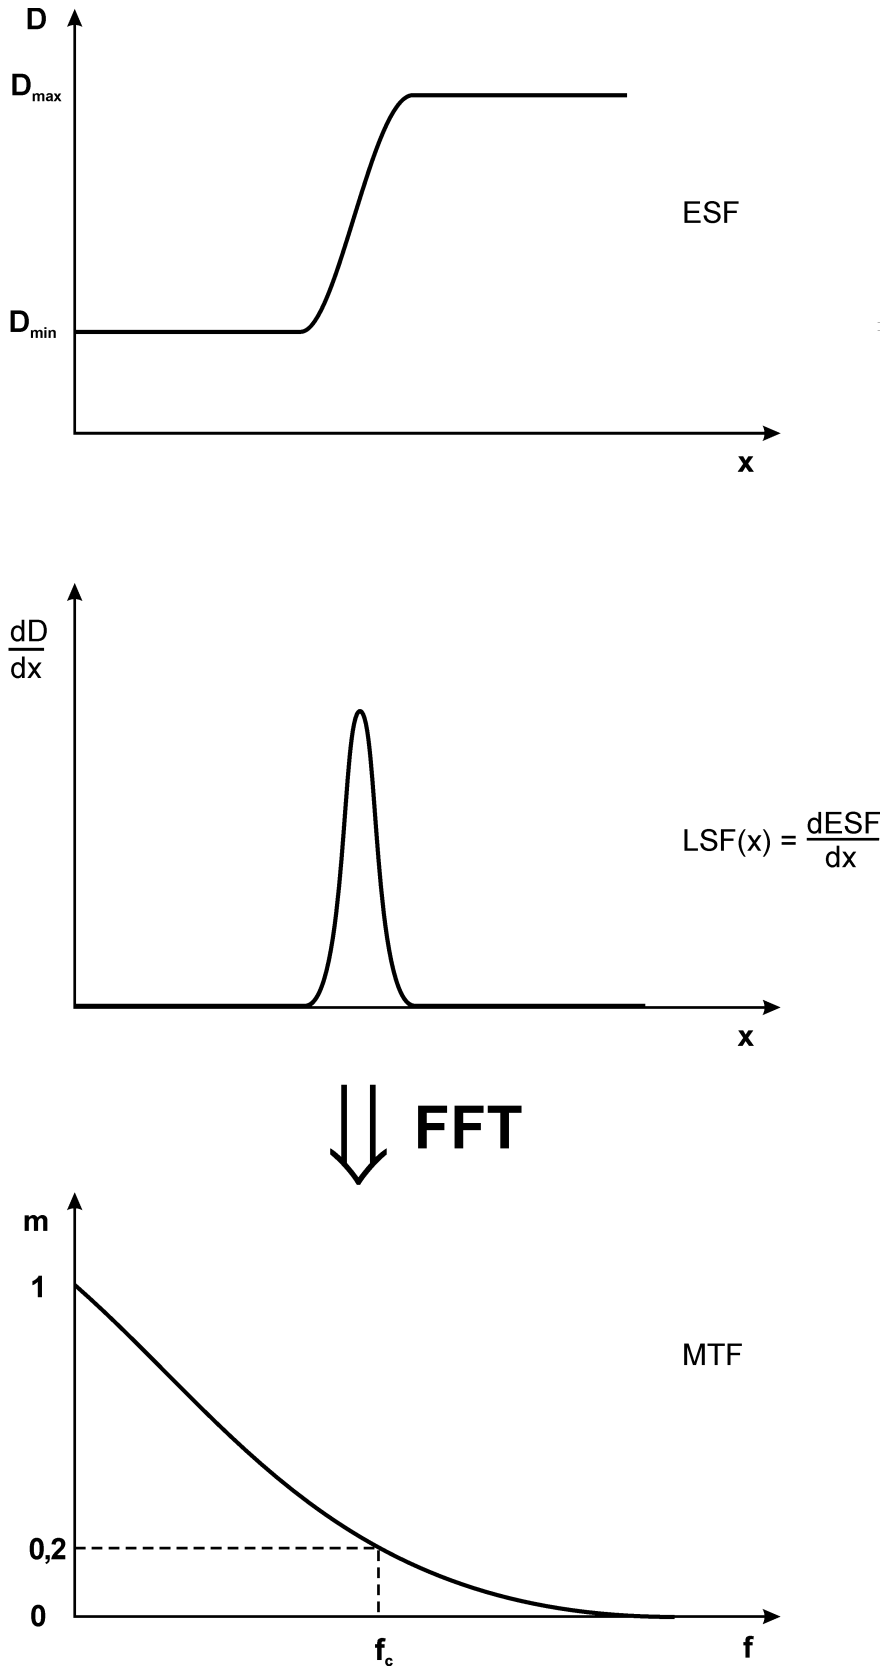 D
Dmax
ESF
Dmin
x
dD
dx
LSF(x) = dESF
dx
x
FFT
m
1
MTF
0,2
0
fc
f